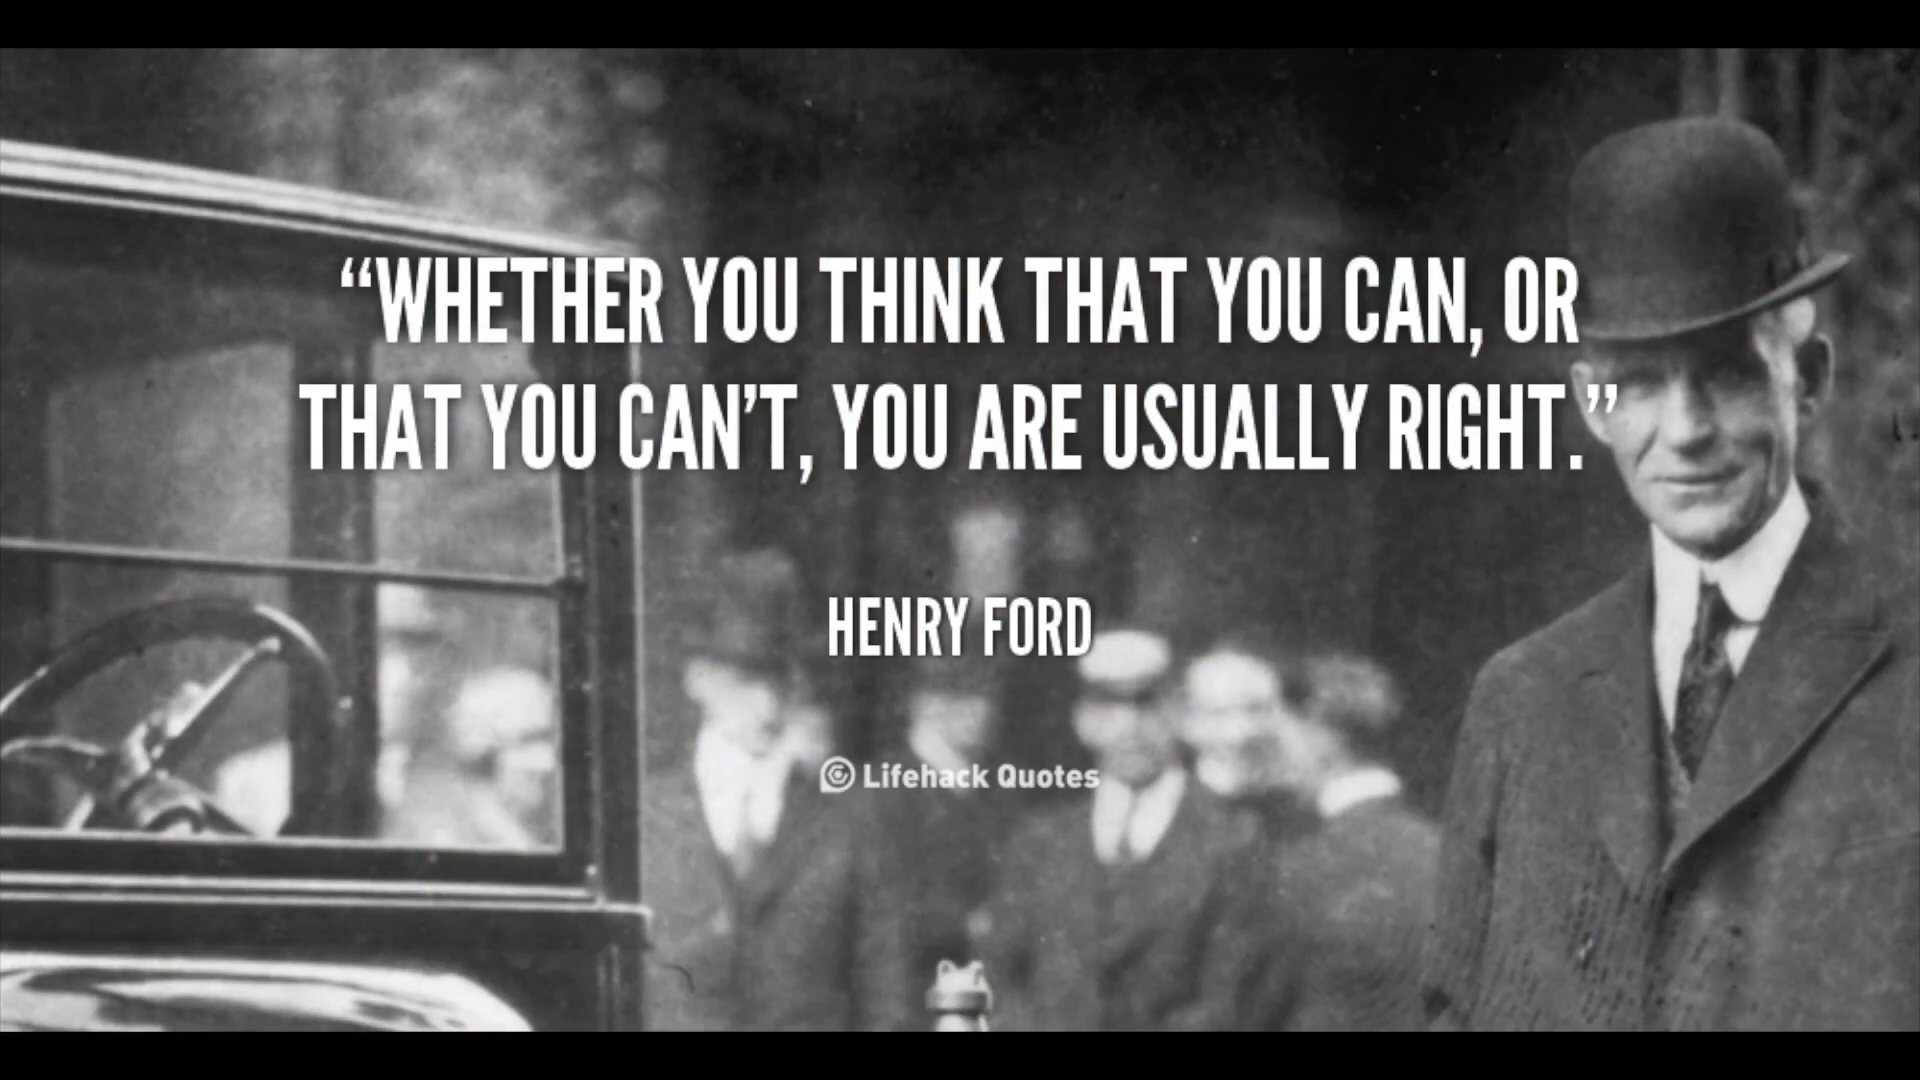 “WHETHER YOU THINK THAT YOU CAN, OR
THAT YOU CAN’T, YOU ARE USUALLY RIGHT.”
HENRY FORD
Lifehack Quotes